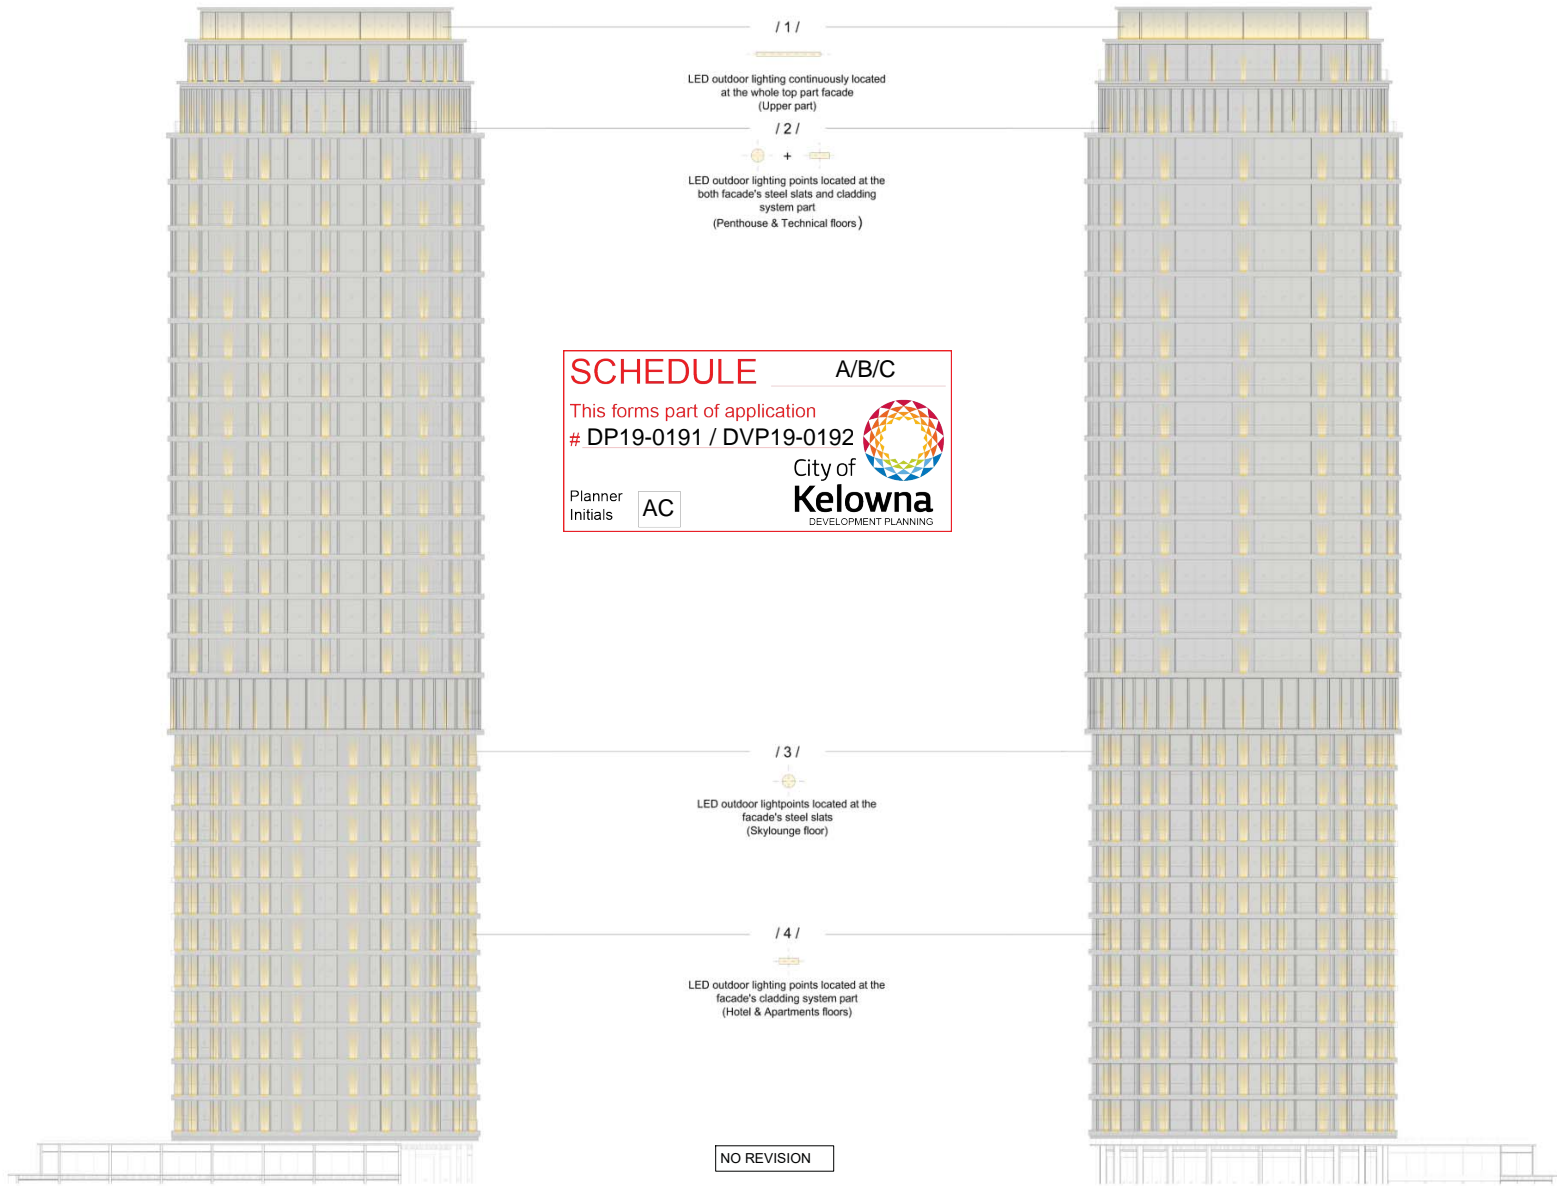 / 1 /
LED outdoor lighting continuously located
at the whole top part facade
(Upper part)
/ 2 /
+
LED outdoor lighting points located at the
both facade's steel slats and cladding
system part
(Penthouse & Technical floors)
SCHEDULE A/B/C
This forms part of application
# DP19-0191 / DVP19-0192
City of
Kelowna
DEVELOPMENT PLANNING
Planner
Initials AC
/ 3 /
LED outdoor lightpoints located at the
facade's steel slats
(Skylounge floor)
/ 4 /
LED outdoor lighting points located at the
facade's cladding system part
(Hotel & Apartments floors)
NO REVISION